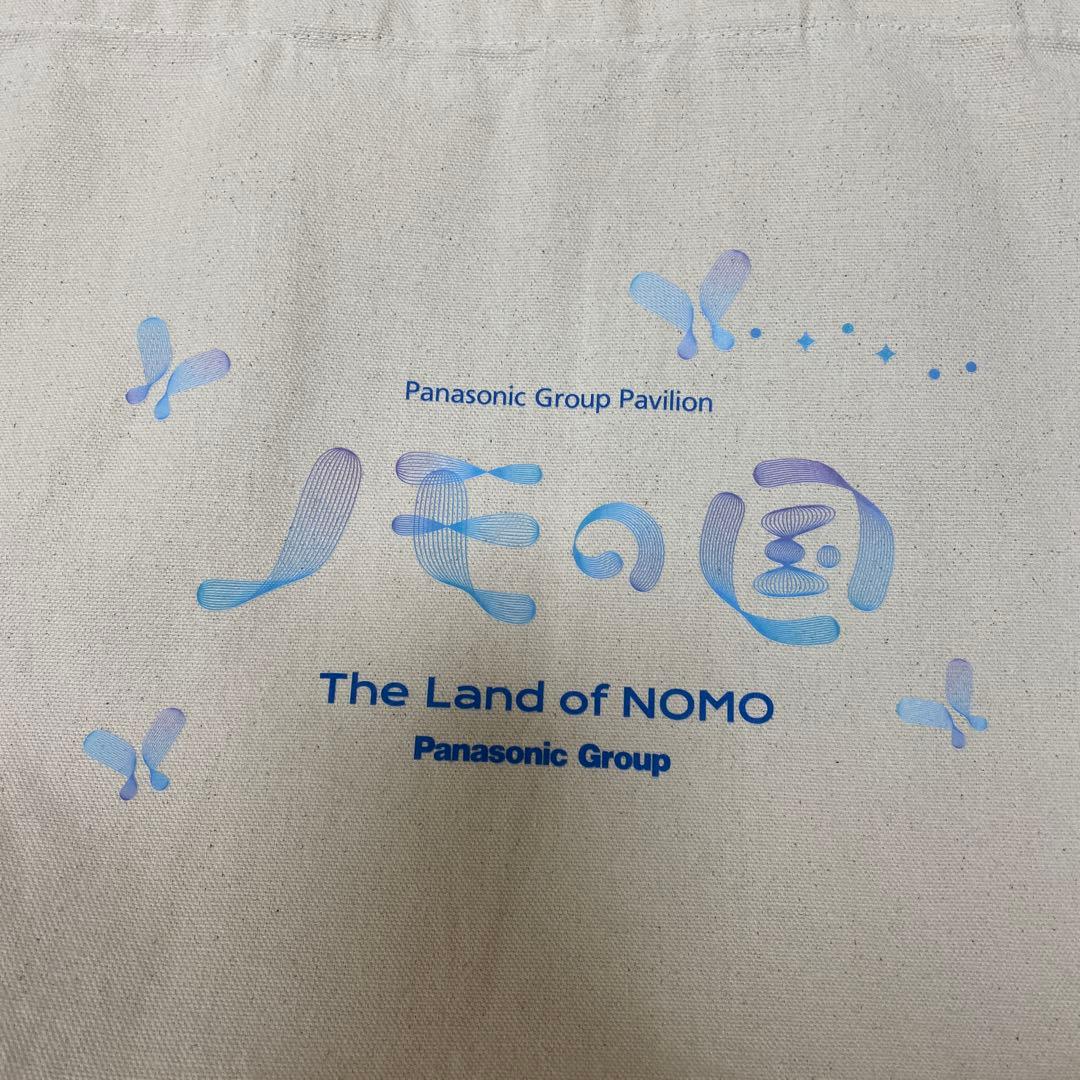 Panasonic Group Pavilion
ノモの国
The Land of NOMO
Panasonic Group